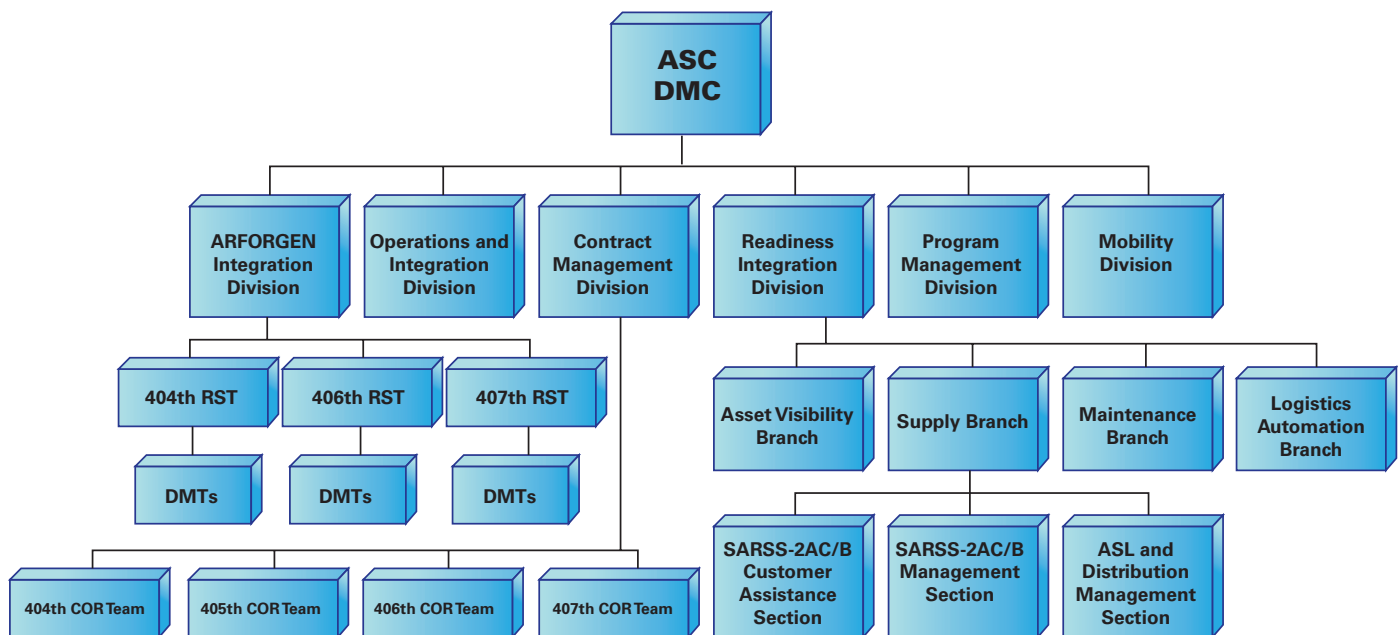 ASC
DMC
ARFORGEN
Integration
Division
Operations and
Integration
Division
Contract
Management
Division
Readiness
Integration
Division
Program
Management
Division
Mobility
Division
404th RST
406th RST
407th RST
Asset Visibility
Branch
Supply Branch
Maintenance
Branch
Logistics
Automation
Branch
DMTs
DMTs
DMTs
SARSS-2AC/B
Customer
Assistance
Section
SARSS-2AC/B
Management
Section
ASL and
Distribution
Management
Section
404th COR Team
405th COR Team
406th COR Team
407th COR Team